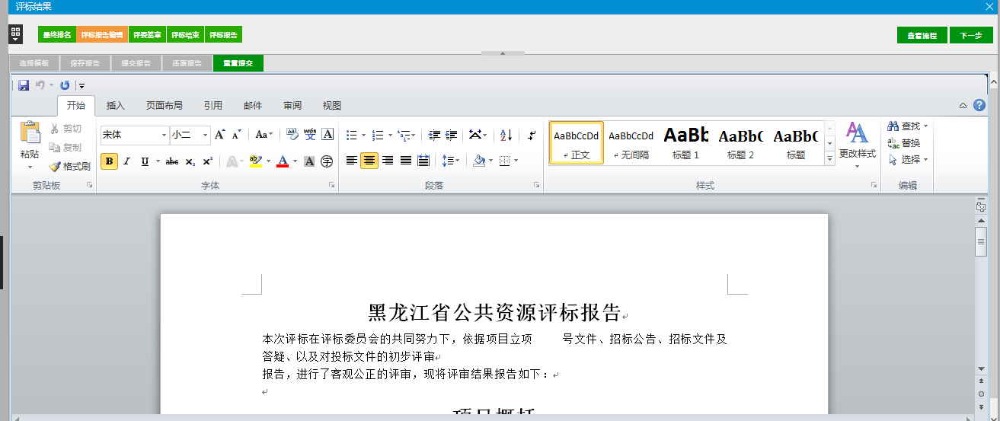 评标结果
最终排名 评标报告编辑 评委签章 评标结束 评标报告 查看流程 下一步
选择模板 保存报告 提交报告 还原报告 重置提交
开始 插入 页面布局 引用 邮件 审阅 视图
粘贴
剪切
复制
格式刷
剪贴板
宋体 小二
字体
段落
AaBbCcDd AaBbCcDd AaBb AaBbC AaBbC
正文 无间隔 标题 1 标题 2 标题
更改样式
样式
查找
替换
选择
编辑
黑龙江省公共资源评标报告
本次评标在评标委员会的共同努力下，依据项目立项 号文件、招标公告、招标文件及
答疑、以及对投标文件的初步评审
报告，进行了客观公正的评审，现将评审结果报告如下：
项目概括